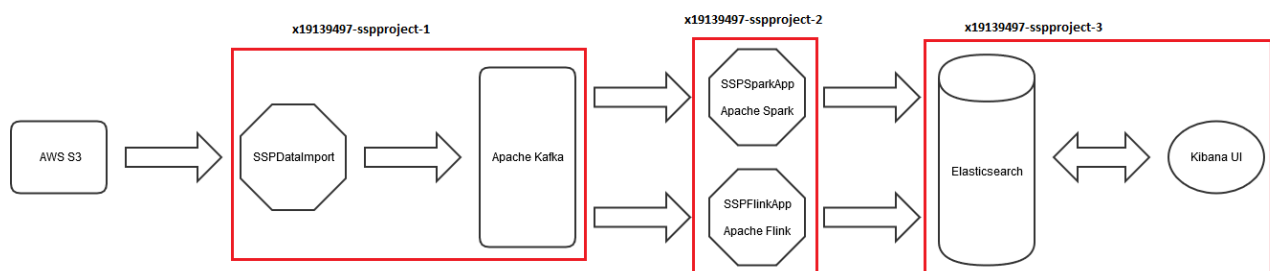 x19139497-sspproject-1
x19139497-sspproject-2
x19139497-sspproject-3
AWS S3
SSPDataImport
Apache Kafka
SSPSparkApp
Apache Spark
SSPFlinkApp
Apache Flink
Elasticsearch
Kibana UI